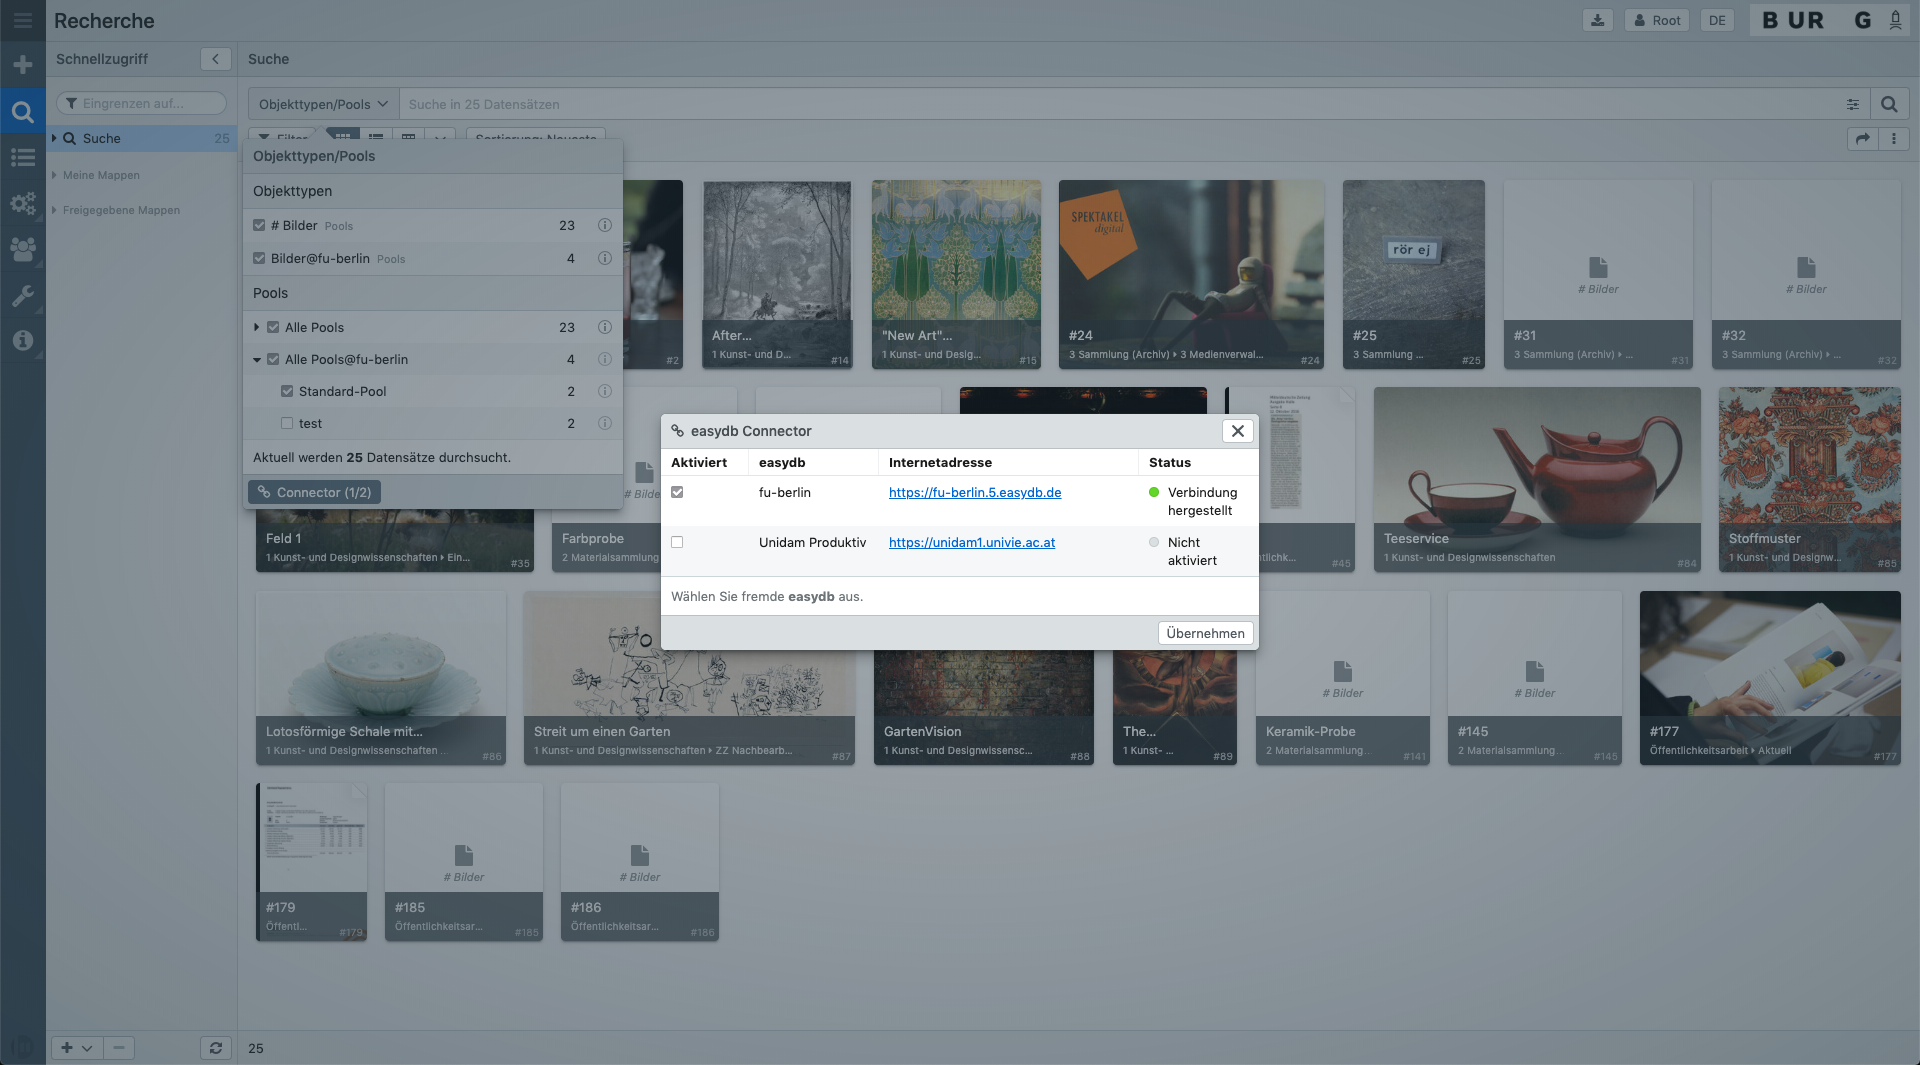 Recherche
Root
DE
BUR G
Schnellzugriff
Suche
Eingrenzen auf...
Objekttypen/Pools
Suche in 25 Datensätzen
Suche 25
Filter
Sortierung: Neueste
Meine Mappen
Freigegebene Mappen
Objekttypen/Pools
Objekttypen
# Bilder Pools 23
Bilder@fu-berlin Pools 4
Pools
Alle Pools 23
Alle Pools@fu-berlin 4
Standard-Pool 2
test 2
Aktuell werden 25 Datensätze durchsucht.
Connector (1/2)
#2
After...
1 Kunst- und D...
#14
"New Art"...
1 Kunst- und Desig...
#15
SPEKTAKEL
digital
#24
3 Sammlung (Archiv) 3 Medienverwal...
#24
rör ej
#25
3 Sammlung ...
#25
# Bilder
#31
3 Sammlung (Archiv) ...
#31
# Bilder
#32
3 Sammlung (Archiv) ...
#32
easydb Connector
Aktiviert easydb Internetadresse Status
fu-berlin https://fu-berlin.5.easydb.de Verbindung
hergestellt
Unidam Produktiv https://unidam1.univie.ac.at Nicht
aktiviert
Wählen Sie fremde easydb aus.
Übernehmen
Feld 1
1 Kunst- und Designwissenschaften Ein...
#35
# Bilder
Farbprobe
2 Materialsammlung
#45
Teeservice
1 Kunst- und Designwissenschaften
#84
Stoffmuster
1 Kunst- und Designw...
#85
Lotosförmige Schale mit...
1 Kunst- und Designwissenschaften ...
#86
Streit um einen Garten
1 Kunst- und Designwissenschaften ZZ Nachbearb...
#87
GartenVision
1 Kunst- und Designwissensc...
#88
The...
1 Kunst- ...
#89
# Bilder
Keramik-Probe
2 Materialsammlung...
#141
# Bilder
#145
2 Materialsammlung...
#145
#177
Öffentlichkeitsarbeit Aktuell
#177
#179
Öffentl...
#179
# Bilder
#185
Öffentlichkeitsar...
#185
# Bilder
#186
Öffentlichkeitsar...
#186
25